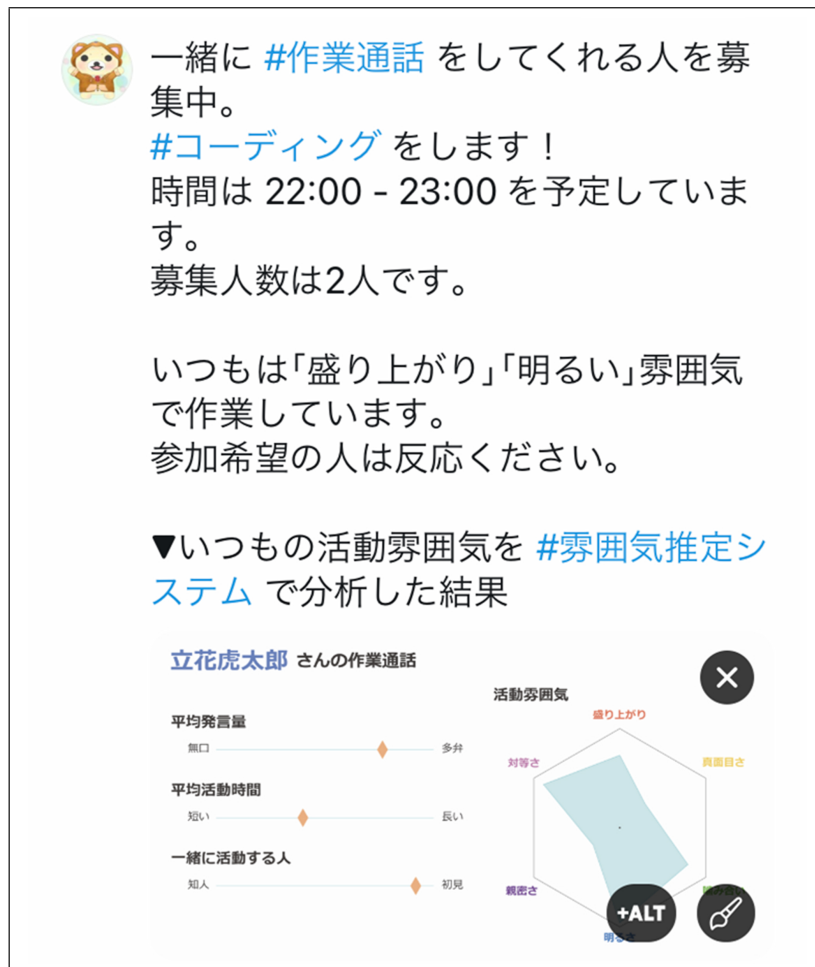 一緒に #作業通話 をしてくれる人を募
集中。
#コーディング をします！
時間は 22:00 - 23:00 を予定していま
す。
募集人数は2人です。
いつもは｢盛り上がり｣｢明るい｣雰囲気
で作業しています。
参加希望の人は反応ください。
▼いつもの活動雰囲気を #雰囲気推定シ
ステム で分析した結果
立花虎太郎 さんの作業通話
平均発言量
無口
多弁
平均活動時間
短い
長い
一緒に活動する人
知人
初見
活動雰囲気
盛り上がり
対等さ
真面目さ
親密さ
明るさ
+ALT